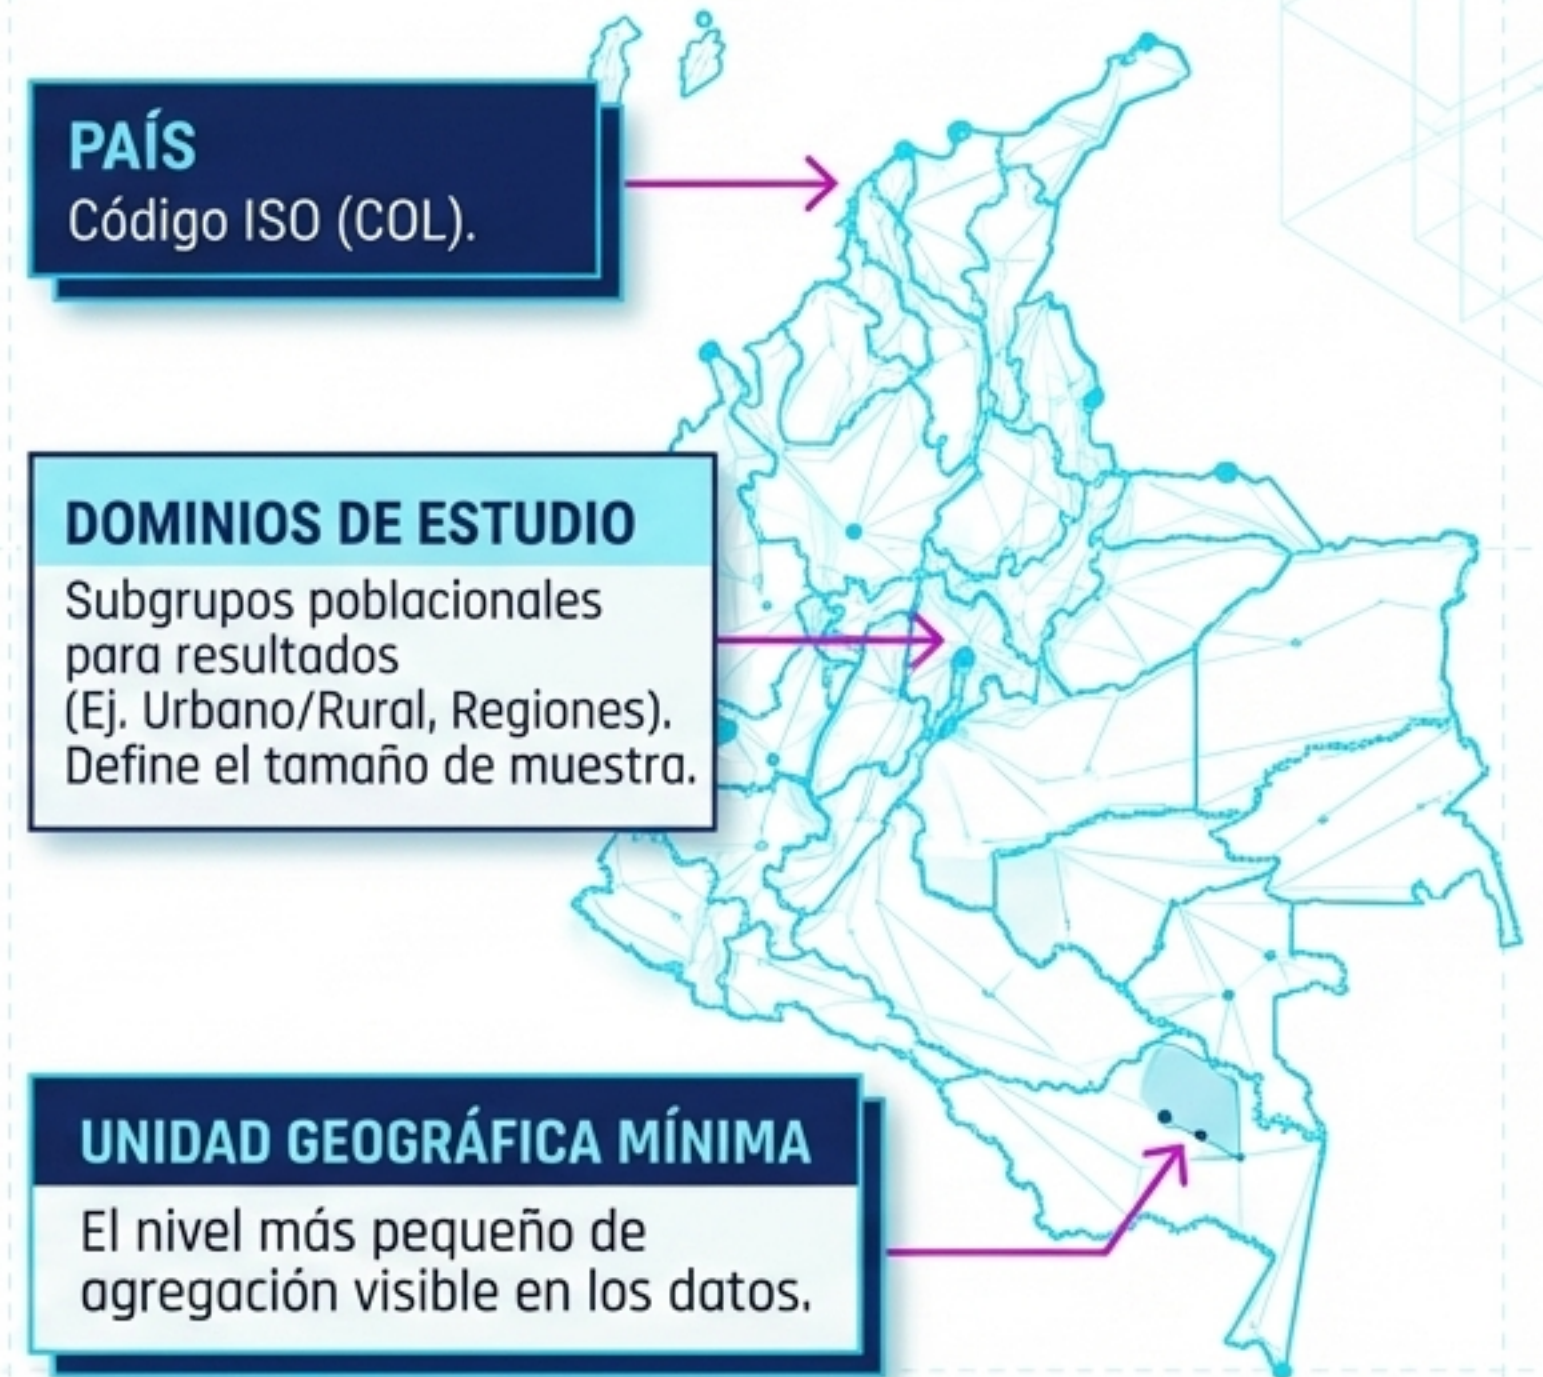 PAÍS
Código ISO (COL).
DOMINIOS DE ESTUDIO
Subgrupos poblacionales
para resultados
(Ej. Urbano/Rural, Regiones).
Define el tamaño de muestra.
UNIDAD GEOGRÁFICA MÍNIMA
El nivel más pequeño de
agregación visible en los datos.